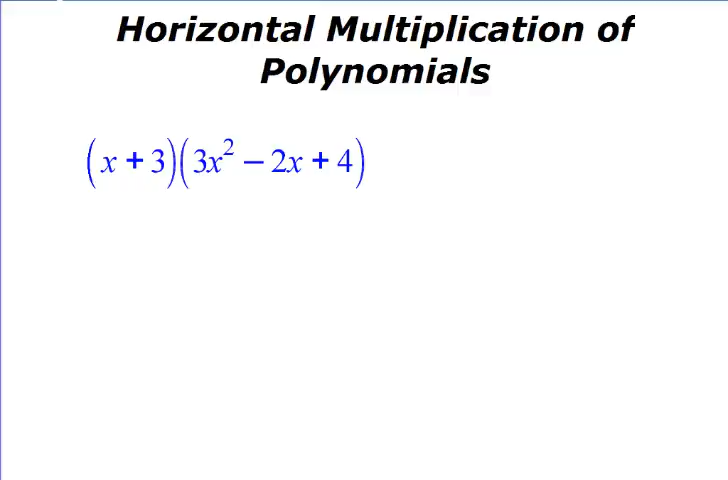 Horizontal Multiplication of
Polynomials
(x + 3)(3x² − 2x + 4)